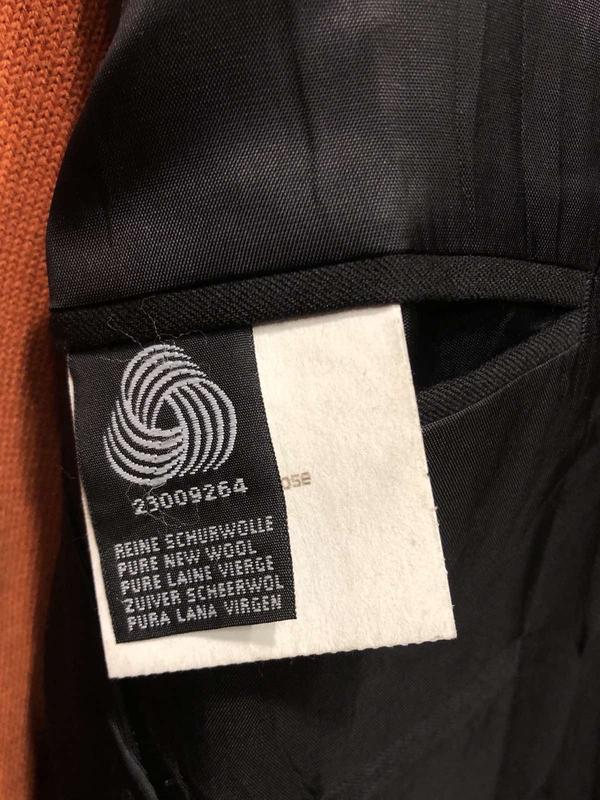 23009264
REINE SCHURWOLLE
PURE NEW WOOL
PURE LAINE VIERGE
ZUIVER SCHEERWOL
PURA LANA VIRGEN